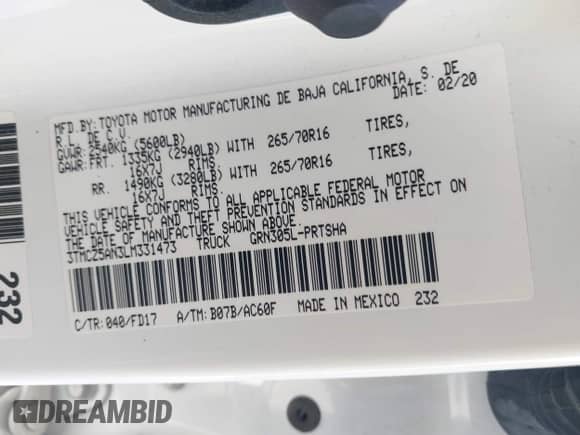 MFD.BY:TOYOTA MOTOR MANUFACTURING DE BAJA CALIFORNIA, S. DE
R.L. DE C.V. DATE: 02/20
GVWR 2540KG (5600LB)
GAWR:FRT. 1335KG (2940LB) WITH 265/70R16 TIRES,
16X7J RIMS.
RR. 1490KG (3280LB) WITH 265/70R16 TIRES,
16X7J RIMS.
THIS VEHICLE CONFORMS TO ALL APPLICABLE FEDERAL MOTOR
VEHICLE SAFETY AND THEFT PREVENTION STANDARDS IN EFFECT ON
THE DATE OF MANUFACTURE SHOWN ABOVE.
3TMCZ5AN3LM331473 TRUCK GRN305L-PRTSHA
C/TR: 040/FD17 A/TM: B07B/AC60F MADE IN MEXICO 232
232
DREAMBID